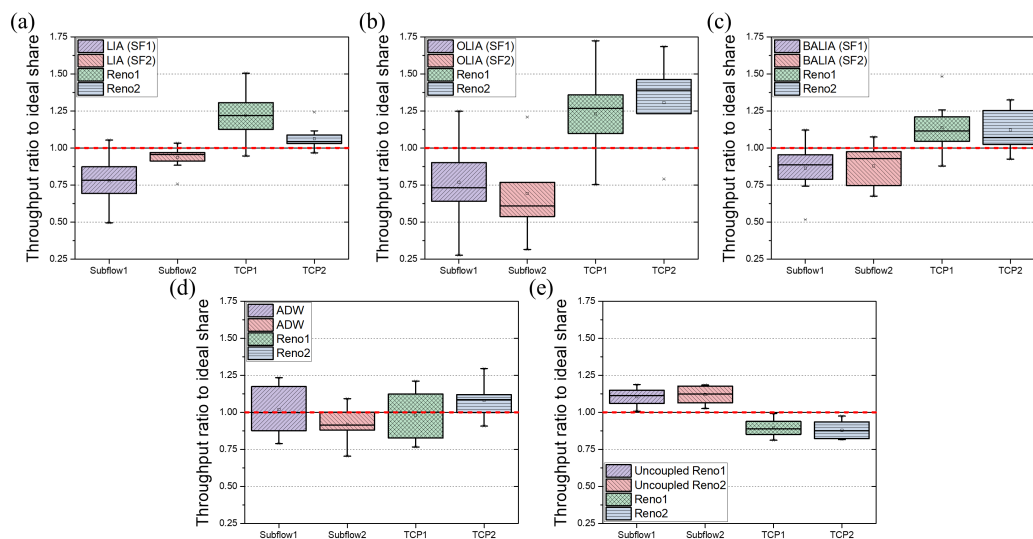 (a)
Throughput ratio to ideal share
1.75
1.50
1.25
1.00
0.75
0.50
0.25
LIA (SF1)
LIA (SF2)
Reno1
Reno2
Subflow1 Subflow2 TCP1 TCP2
(b)
Throughput ratio to ideal share
1.75
1.50
1.25
1.00
0.75
0.50
0.25
OLIA (SF1)
OLIA (SF2)
Reno1
Reno2
Subflow1 Subflow2 TCP1 TCP2
(c)
Throughput ratio to ideal share
1.75
1.50
1.25
1.00
0.75
0.50
0.25
BALIA (SF1)
BALIA (SF2)
Reno1
Reno2
Subflow1 Subflow2 TCP1 TCP2
(d)
Throughput ratio to ideal share
1.75
1.50
1.25
1.00
0.75
0.50
0.25
ADW
ADW
Reno1
Reno2
Subflow1 Subflow2 TCP1 TCP2
(e)
Throughput ratio to ideal share
1.75
1.50
1.25
1.00
0.75
0.50
0.25
Uncoupled Reno1
Uncoupled Reno2
Reno1
Reno2
Subflow1 Subflow2 TCP1 TCP2